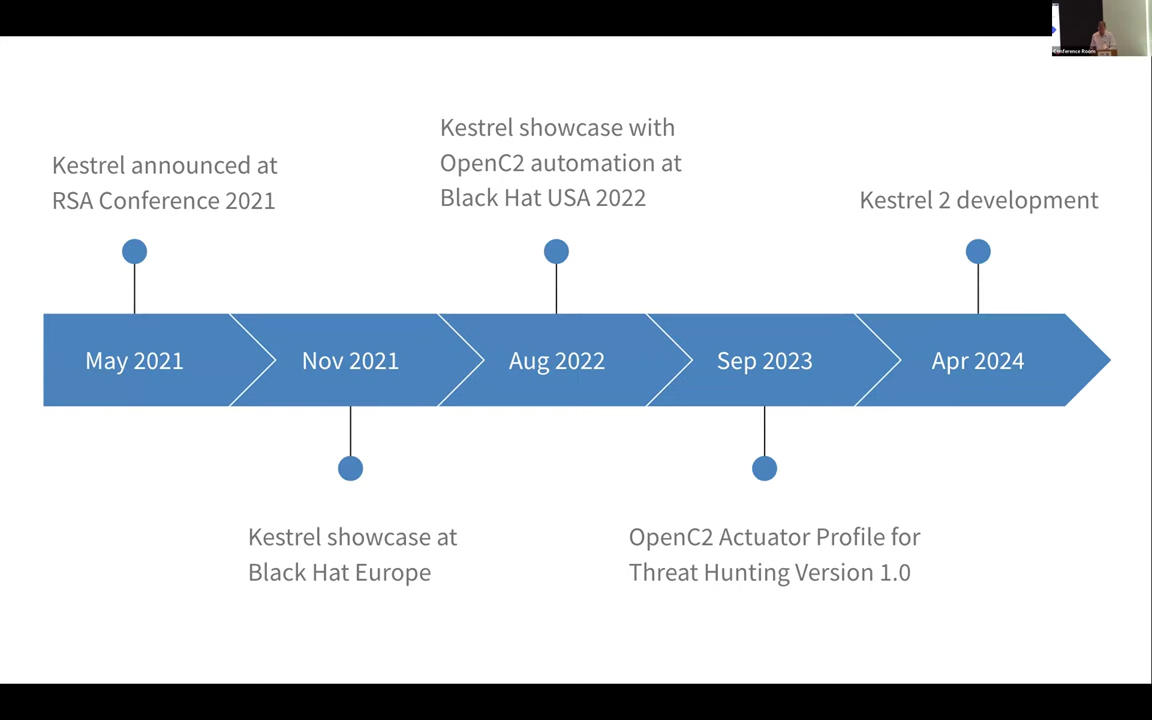 Conference Room
Kestrel announced at
RSA Conference 2021
Kestrel showcase with
OpenC2 automation at
Black Hat USA 2022
Kestrel 2 development
May 2021
Nov 2021
Aug 2022
Sep 2023
Apr 2024
Kestrel showcase at
Black Hat Europe
OpenC2 Actuator Profile for
Threat Hunting Version 1.0